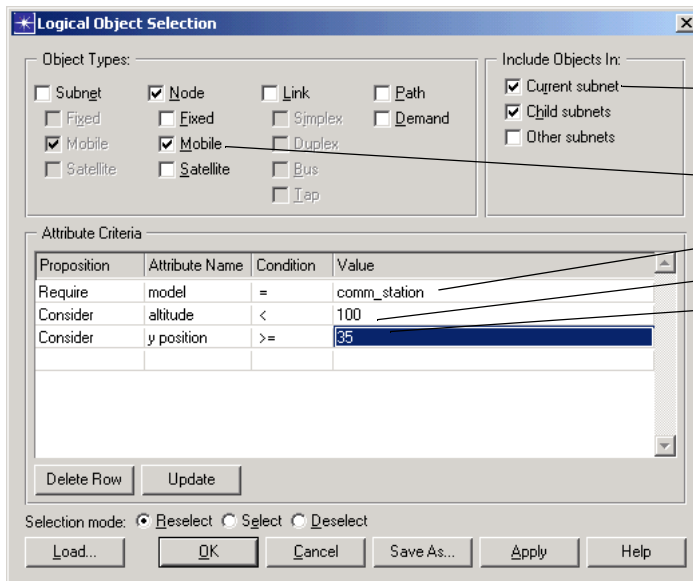 Logical Object Selection
Object Types:
Include Objects In:
Subnet Node Link Path
Fixed Fixed Simplex Demand
Mobile Mobile Duplex
Satellite Satellite Bus
Tap
Current subnet
Child subnets
Other subnets
Attribute Criteria
Proposition Attribute Name Condition Value
Require model = comm_station
Consider altitude < 100
Consider y position >= 35
Delete Row Update
Selection mode: Reselect Select Deselect
Load... OK Cancel Save As... Apply Help